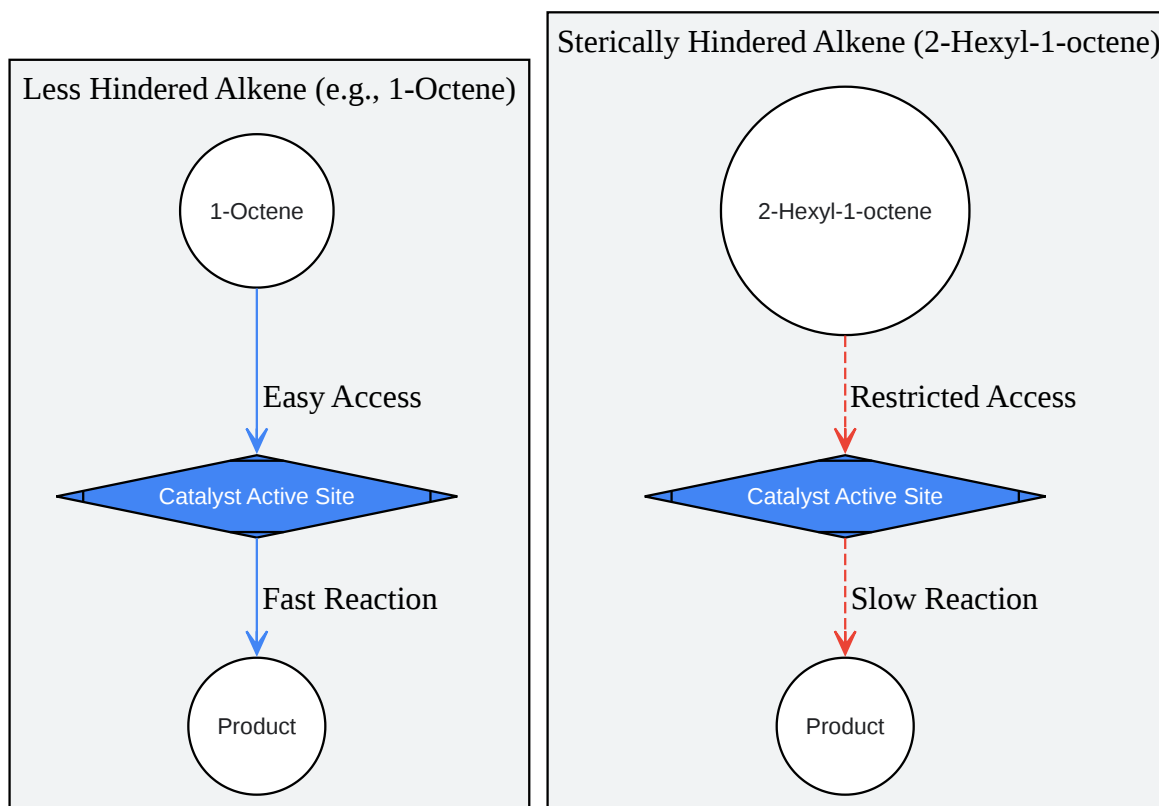 Less Hindered Alkene (e.g., 1-Octene)
1-Octene
Easy Access
Catalyst Active Site
Fast Reaction
Product
Sterically Hindered Alkene (2-Hexyl-1-octene)
2-Hexyl-1-octene
Restricted Access
Catalyst Active Site
Slow Reaction
Product